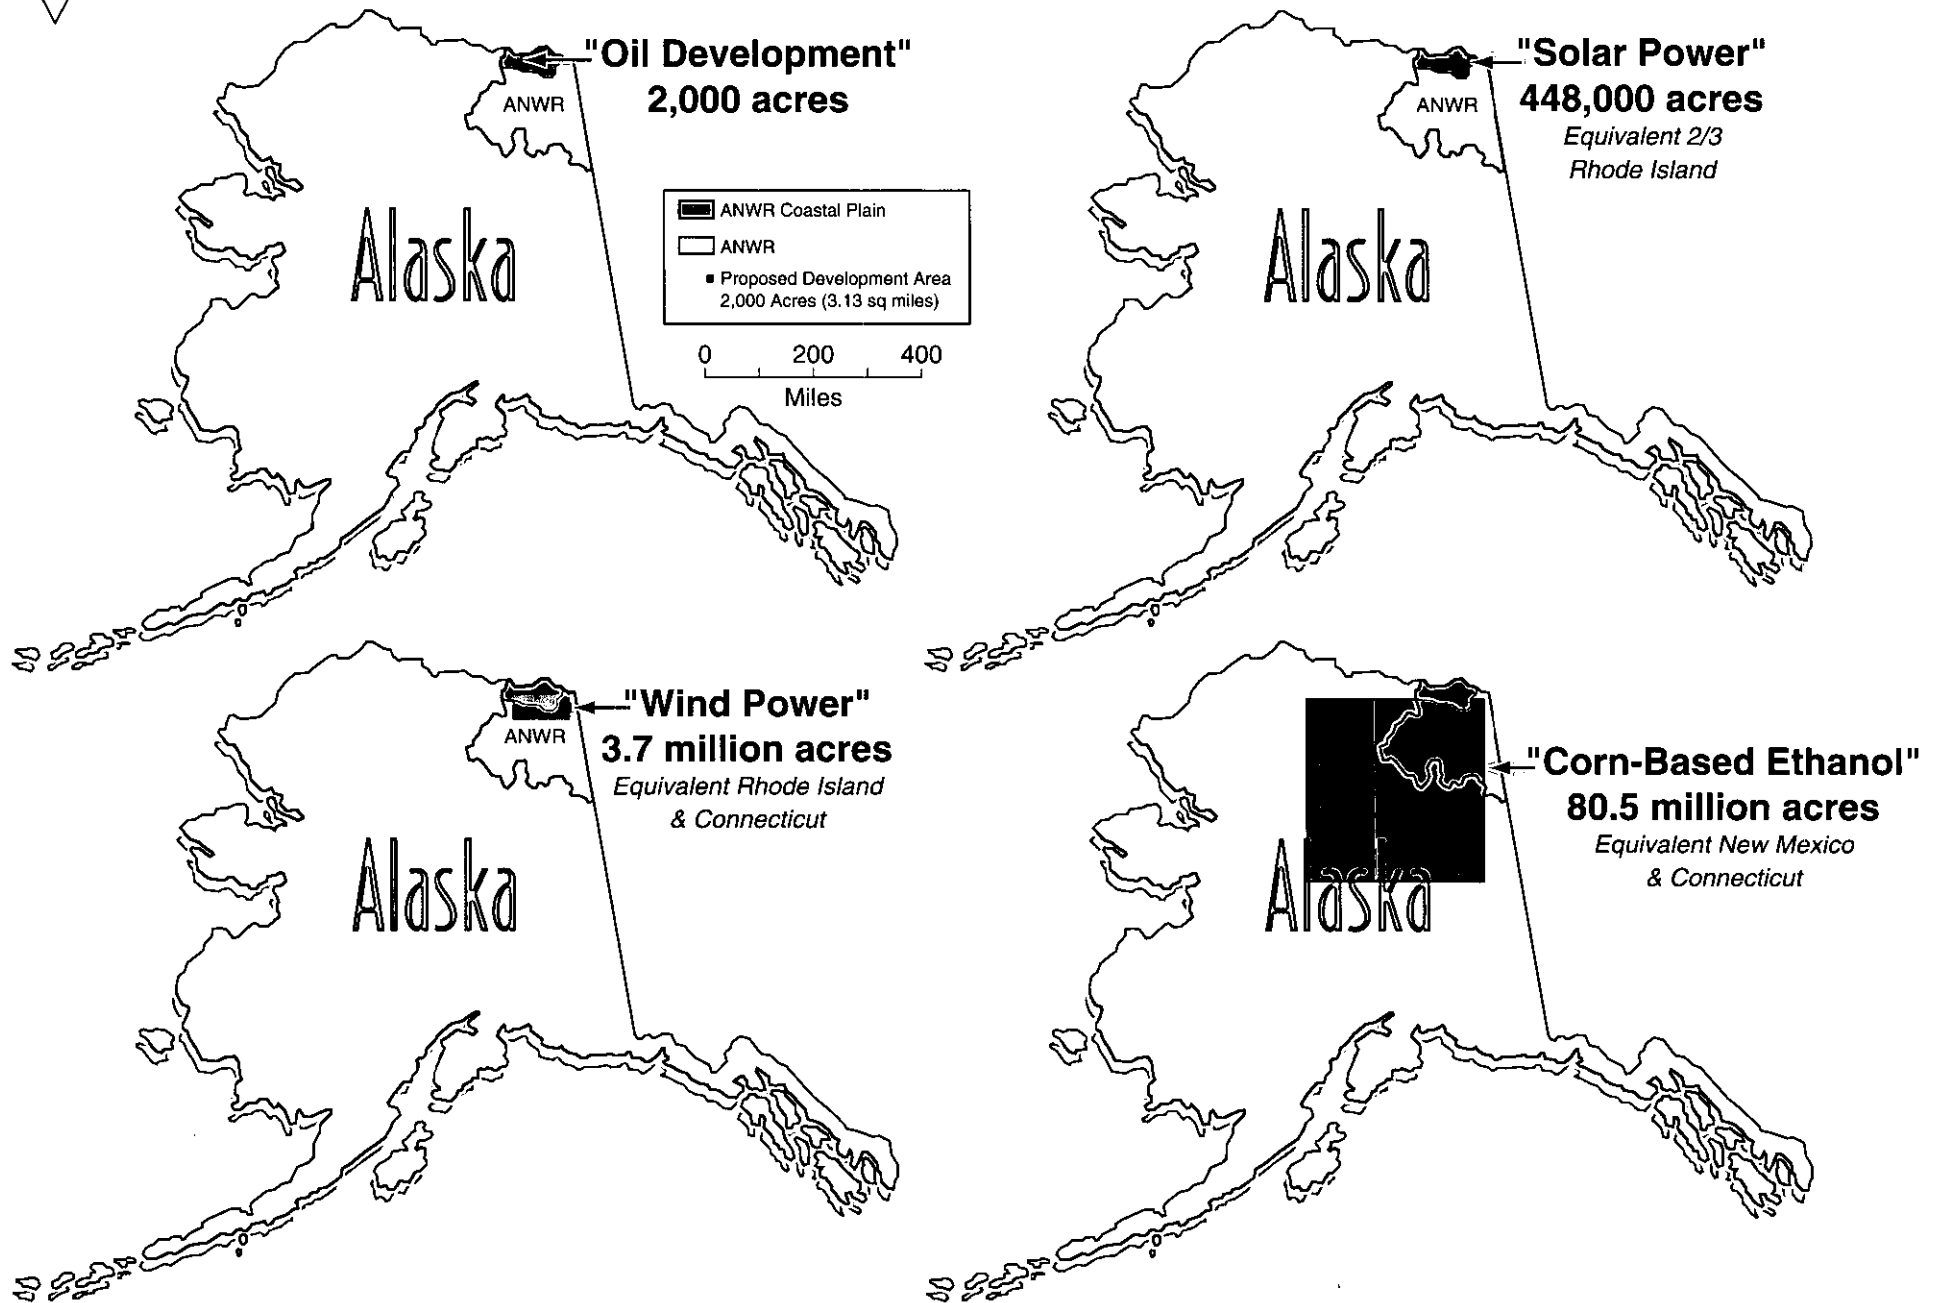 "Oil Development"
2,000 acres
ANWR
Alaska
ANWR Coastal Plain
ANWR
Proposed Development Area
2,000 Acres (3.13 sq miles)
0 200 400
Miles
"Solar Power"
448,000 acres
Equivalent 2/3
Rhode Island
ANWR
Alaska
"Wind Power"
3.7 million acres
Equivalent Rhode Island
& Connecticut
ANWR
Alaska
"Corn-Based Ethanol"
80.5 million acres
Equivalent New Mexico
& Connecticut
Alaska